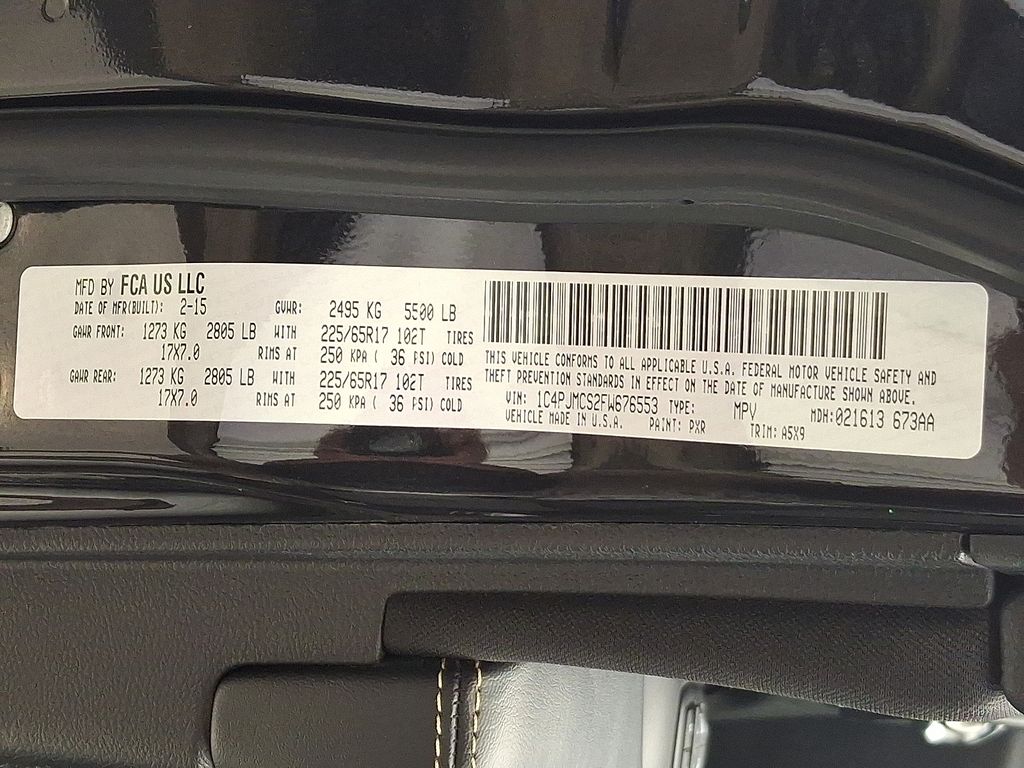 MFD BY FCA US LLC
DATE OF MFR(BUILT): 2-15 GVWR: 2495 KG 5500 LB
GAWR FRONT: 1273 KG 2805 LB WITH 225/65R17 102T TIRES
17X7.0 RIMS AT 250 KPA ( 36 PSI) COLD
GAWR REAR: 1273 KG 2805 LB WITH 225/65R17 102T TIRES
17X7.0 RIMS AT 250 KPA ( 36 PSI) COLD
THIS VEHICLE CONFORMS TO ALL APPLICABLE U.S.A. FEDERAL MOTOR VEHICLE SAFETY AND
THEFT PREVENTION STANDARDS IN EFFECT ON THE DATE OF MANUFACTURE SHOWN ABOVE.
VIN: 1C4PJMCS2FW676553 TYPE: MPV MDH:021613 673AA
VEHICLE MADE IN U.S.A. PAINT: PXR TRIM: A5X9